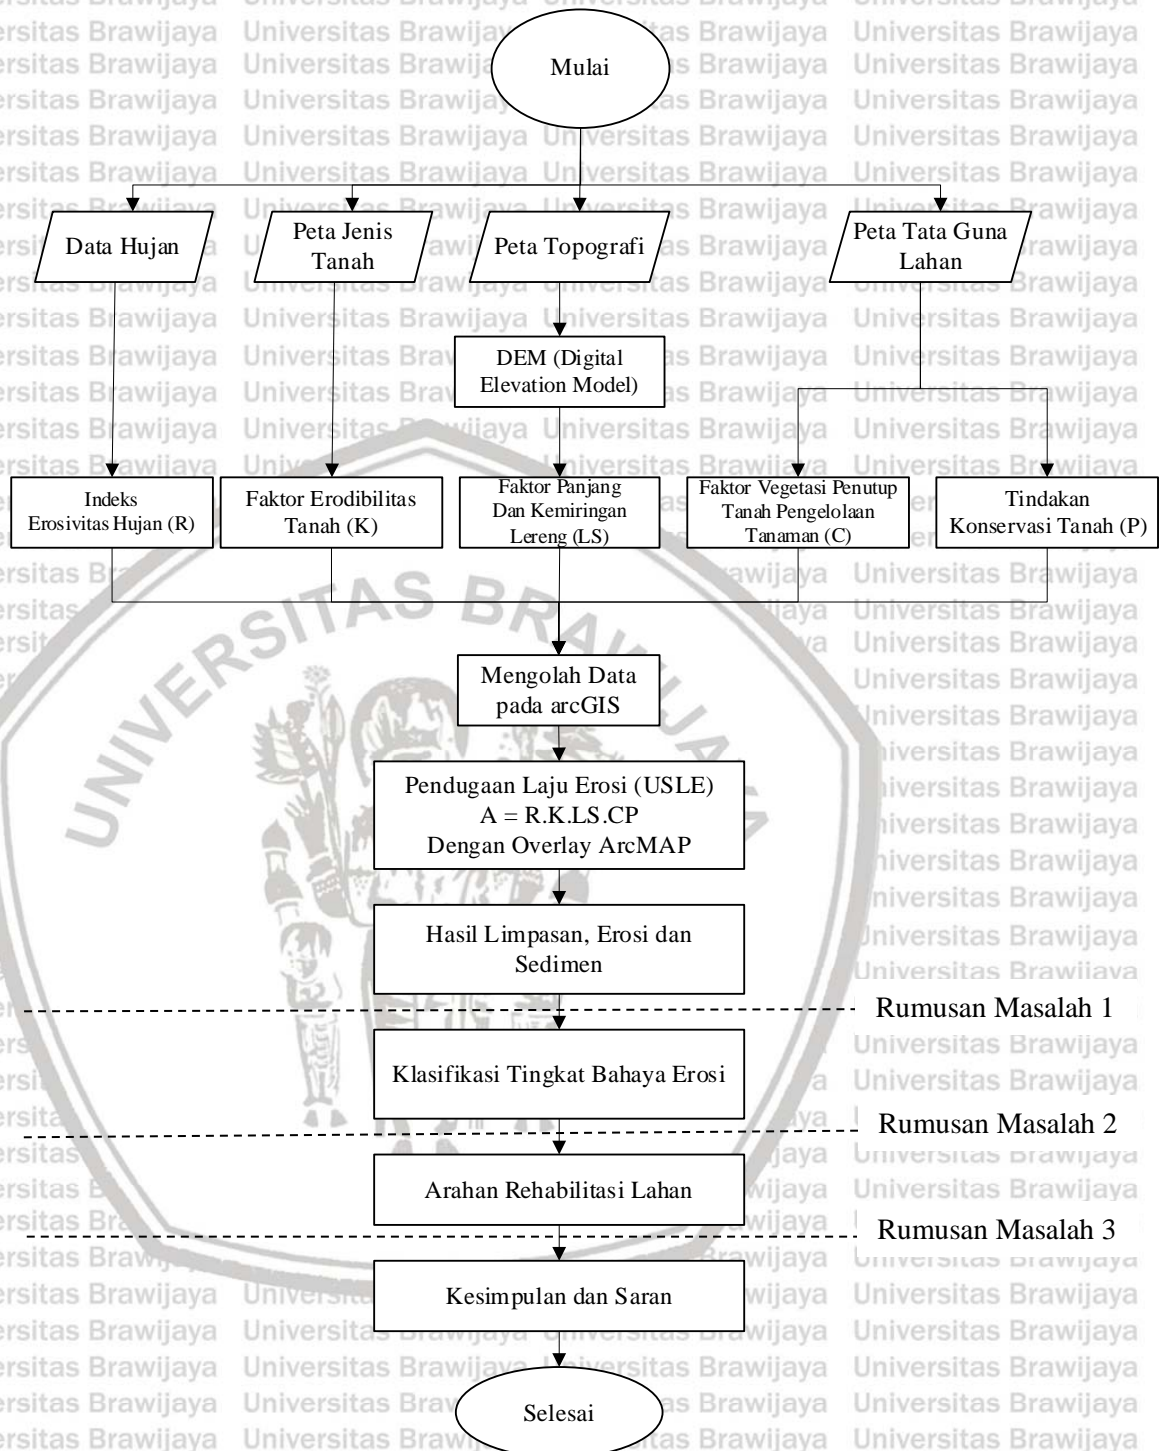 Mulai
Data Hujan
Peta Jenis
Tanah
Peta Topografi
Peta Tata Guna
Lahan
DEM (Digital
Elevation Model)
Indeks
Erosivitas Hujan (R)
Faktor Erodibilitas
Tanah (K)
Faktor Panjang
Dan Kemiringan
Lereng (LS)
Faktor Vegetasi Penutup
Tanah Pengelolaan
Tanaman (C)
Tindakan
Konservasi Tanah (P)
UNIVERSITAS BRAWIJAYA
Mengolah Data
pada arcGIS
Pendugaan Laju Erosi (USLE)
A = R.K.LS.CP
Dengan Overlay ArcMAP
Hasil Limpasan, Erosi dan
Sedimen
Rumusan Masalah 1
Klasifikasi Tingkat Bahaya Erosi
Rumusan Masalah 2
Arahan Rehabilitasi Lahan
Rumusan Masalah 3
Kesimpulan dan Saran
Selesai